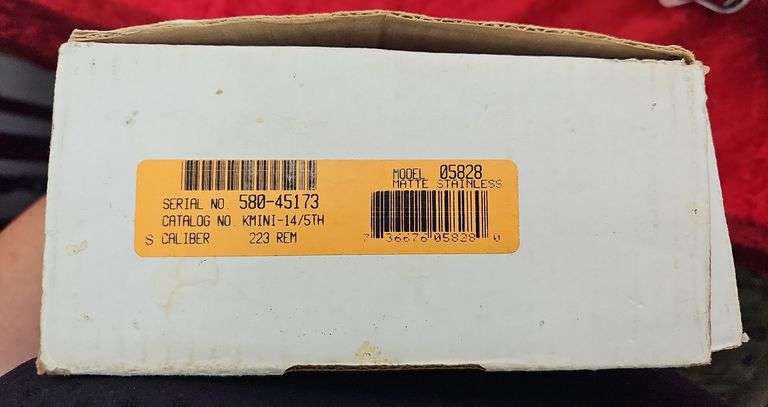 SERIAL NO. 580-45173
CATALOG NO. KMINI-14/5TH
S CALIBER 223 REM
MODEL 05828
MATTE STAINLESS
7 36676 05828 0